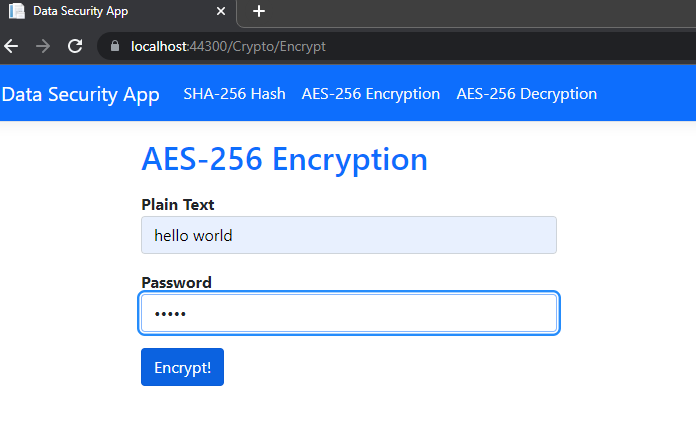 Data Security App
localhost:44300/Crypto/Encrypt
Data Security App SHA-256 Hash AES-256 Encryption AES-256 Decryption
AES-256 Encryption
Plain Text
hello world
Password
•••••
Encrypt!